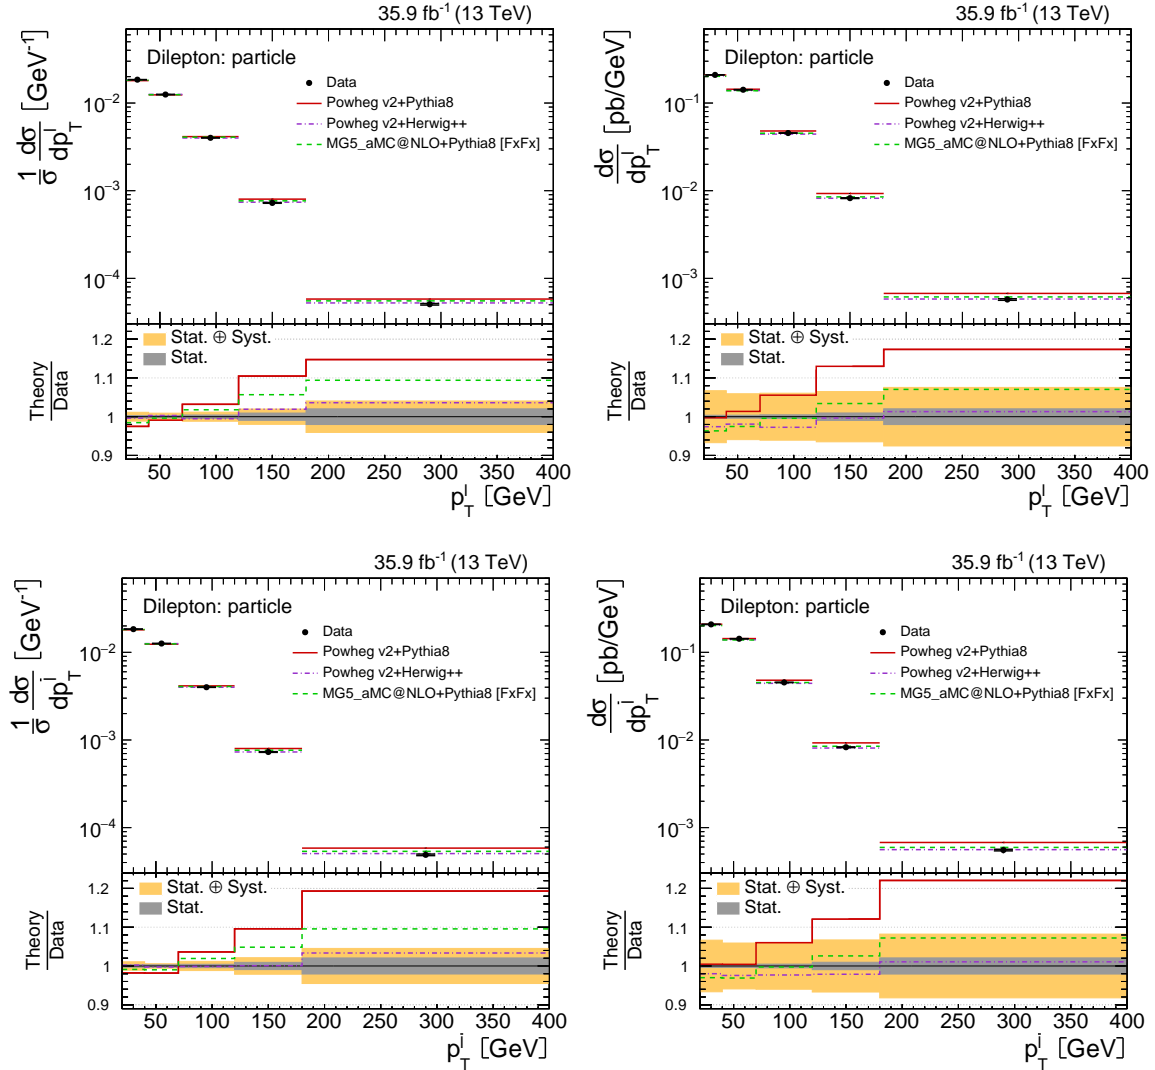 35.9 fb⁻¹ (13 TeV)
1/σ dσ/dp_T^l [GeV⁻¹]
Dilepton: particle
Data
Powheg v2+Pythia8
Powheg v2+Herwig++
MG5_aMC@NLO+Pythia8 [FxFx]
10⁻²
10⁻³
10⁻⁴
Theory/Data
Stat. ⊕ Syst.
Stat.
1.2
1.1
1
0.9
50 100 150 200 250 300 350 400
p_T^l [GeV]
35.9 fb⁻¹ (13 TeV)
dσ/dp_T^l [pb/GeV]
Dilepton: particle
Data
Powheg v2+Pythia8
Powheg v2+Herwig++
MG5_aMC@NLO+Pythia8 [FxFx]
10⁻¹
10⁻²
10⁻³
Theory/Data
Stat. ⊕ Syst.
Stat.
1.2
1.1
1
0.9
50 100 150 200 250 300 350 400
p_T^l [GeV]
35.9 fb⁻¹ (13 TeV)
1/σ dσ/dp_T^l̄ [GeV⁻¹]
Dilepton: particle
Data
Powheg v2+Pythia8
Powheg v2+Herwig++
MG5_aMC@NLO+Pythia8 [FxFx]
10⁻²
10⁻³
10⁻⁴
Theory/Data
Stat. ⊕ Syst.
Stat.
1.2
1.1
1
0.9
50 100 150 200 250 300 350 400
p_T^l̄ [GeV]
35.9 fb⁻¹ (13 TeV)
dσ/dp_T^l̄ [pb/GeV]
Dilepton: particle
Data
Powheg v2+Pythia8
Powheg v2+Herwig++
MG5_aMC@NLO+Pythia8 [FxFx]
10⁻¹
10⁻²
10⁻³
Theory/Data
Stat. ⊕ Syst.
Stat.
1.2
1.1
1
0.9
50 100 150 200 250 300 350 400
p_T^l̄ [GeV]